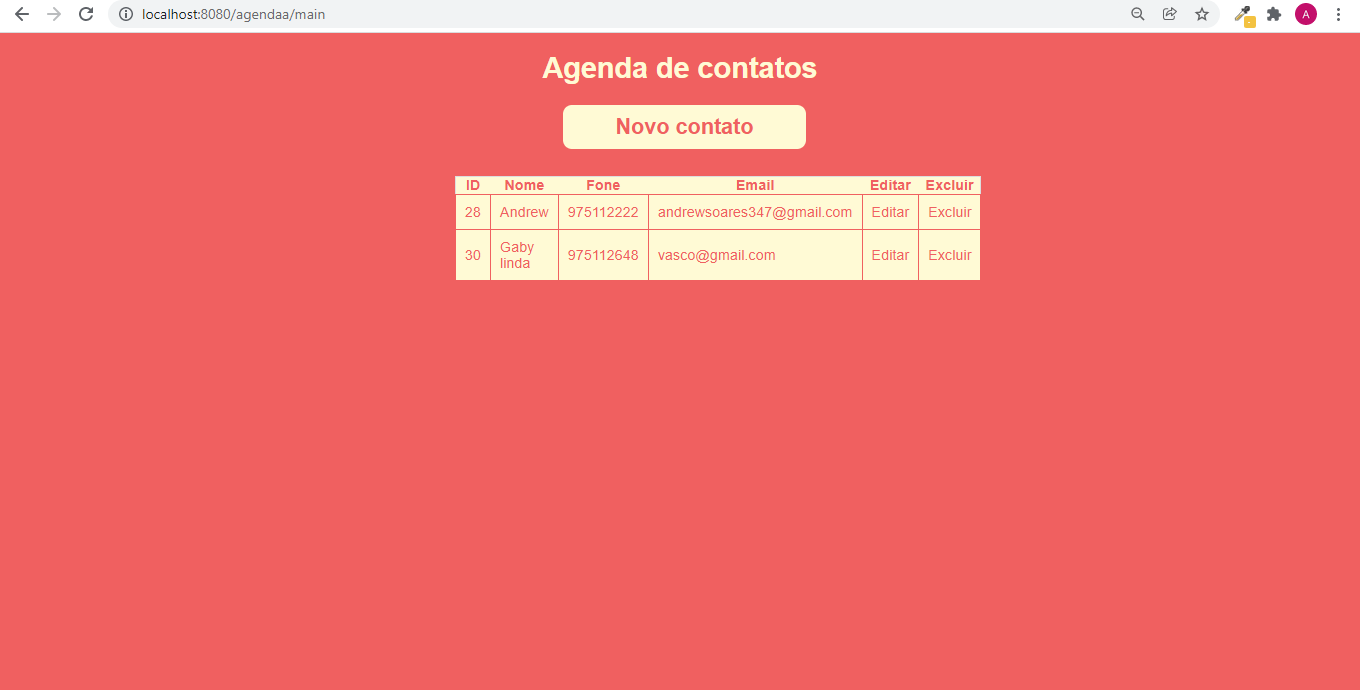 localhost:8080/agendaa/main
A
Agenda de contatos
Novo contato
ID Nome Fone Email Editar Excluir
28 Andrew 975112222 andrewsoares347@gmail.com Editar Excluir
30 Gaby linda 975112648 vasco@gmail.com Editar Excluir